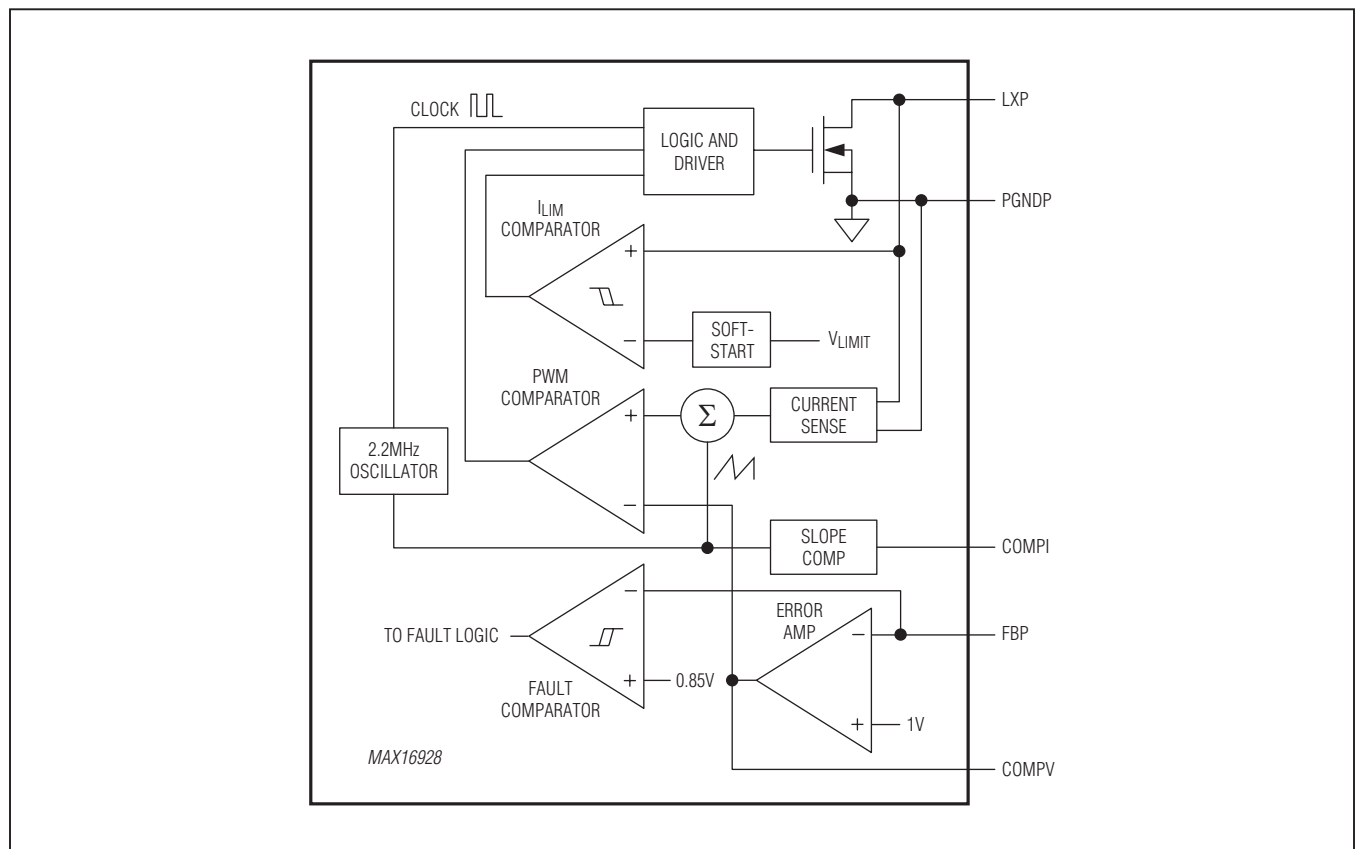 CLOCK
LOGIC AND
DRIVER
LXP
PGNDP
ILIM
COMPARATOR
+
−
SOFT-
START
VLIMIT
PWM
COMPARATOR
+
−
Σ
CURRENT
SENSE
2.2MHz
OSCILLATOR
SLOPE
COMP
COMPI
TO FAULT LOGIC
−
+
0.85V
FAULT
COMPARATOR
ERROR
AMP
−
+
1V
FBP
COMPV
MAX16928